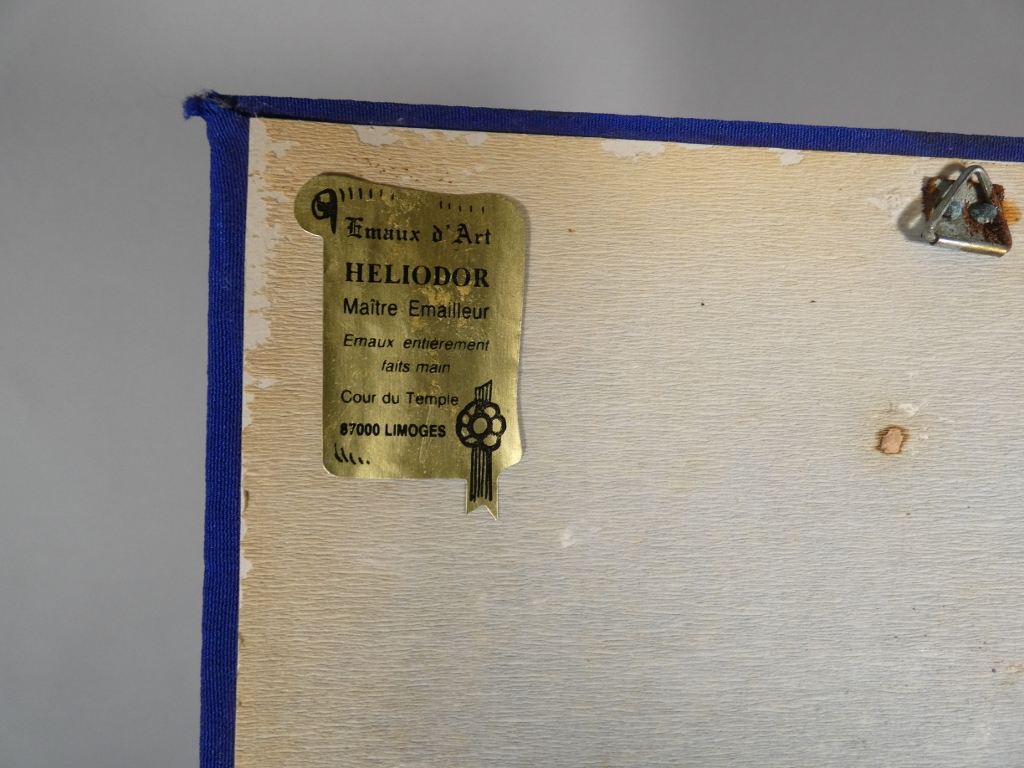 Emaux d'Art
HELIODOR
Maître Emailleur
Emaux entièrement
faits main
Cour du Temple
87000 LIMOGES